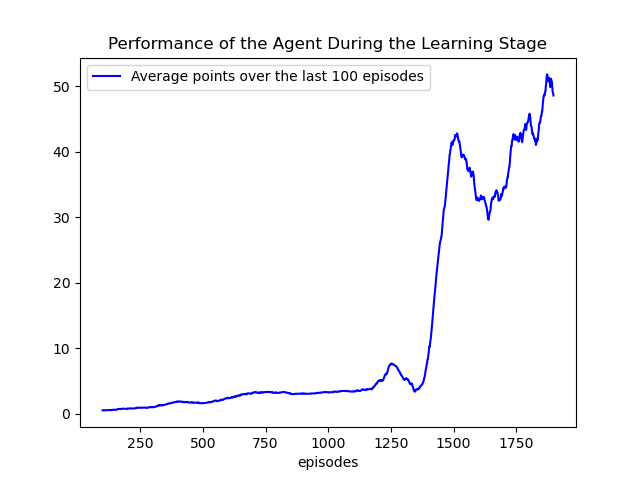 Performance of the Agent During the Learning Stage
Average points over the last 100 episodes
50
40
30
20
10
0
250 500 750 1000 1250 1500 1750
episodes